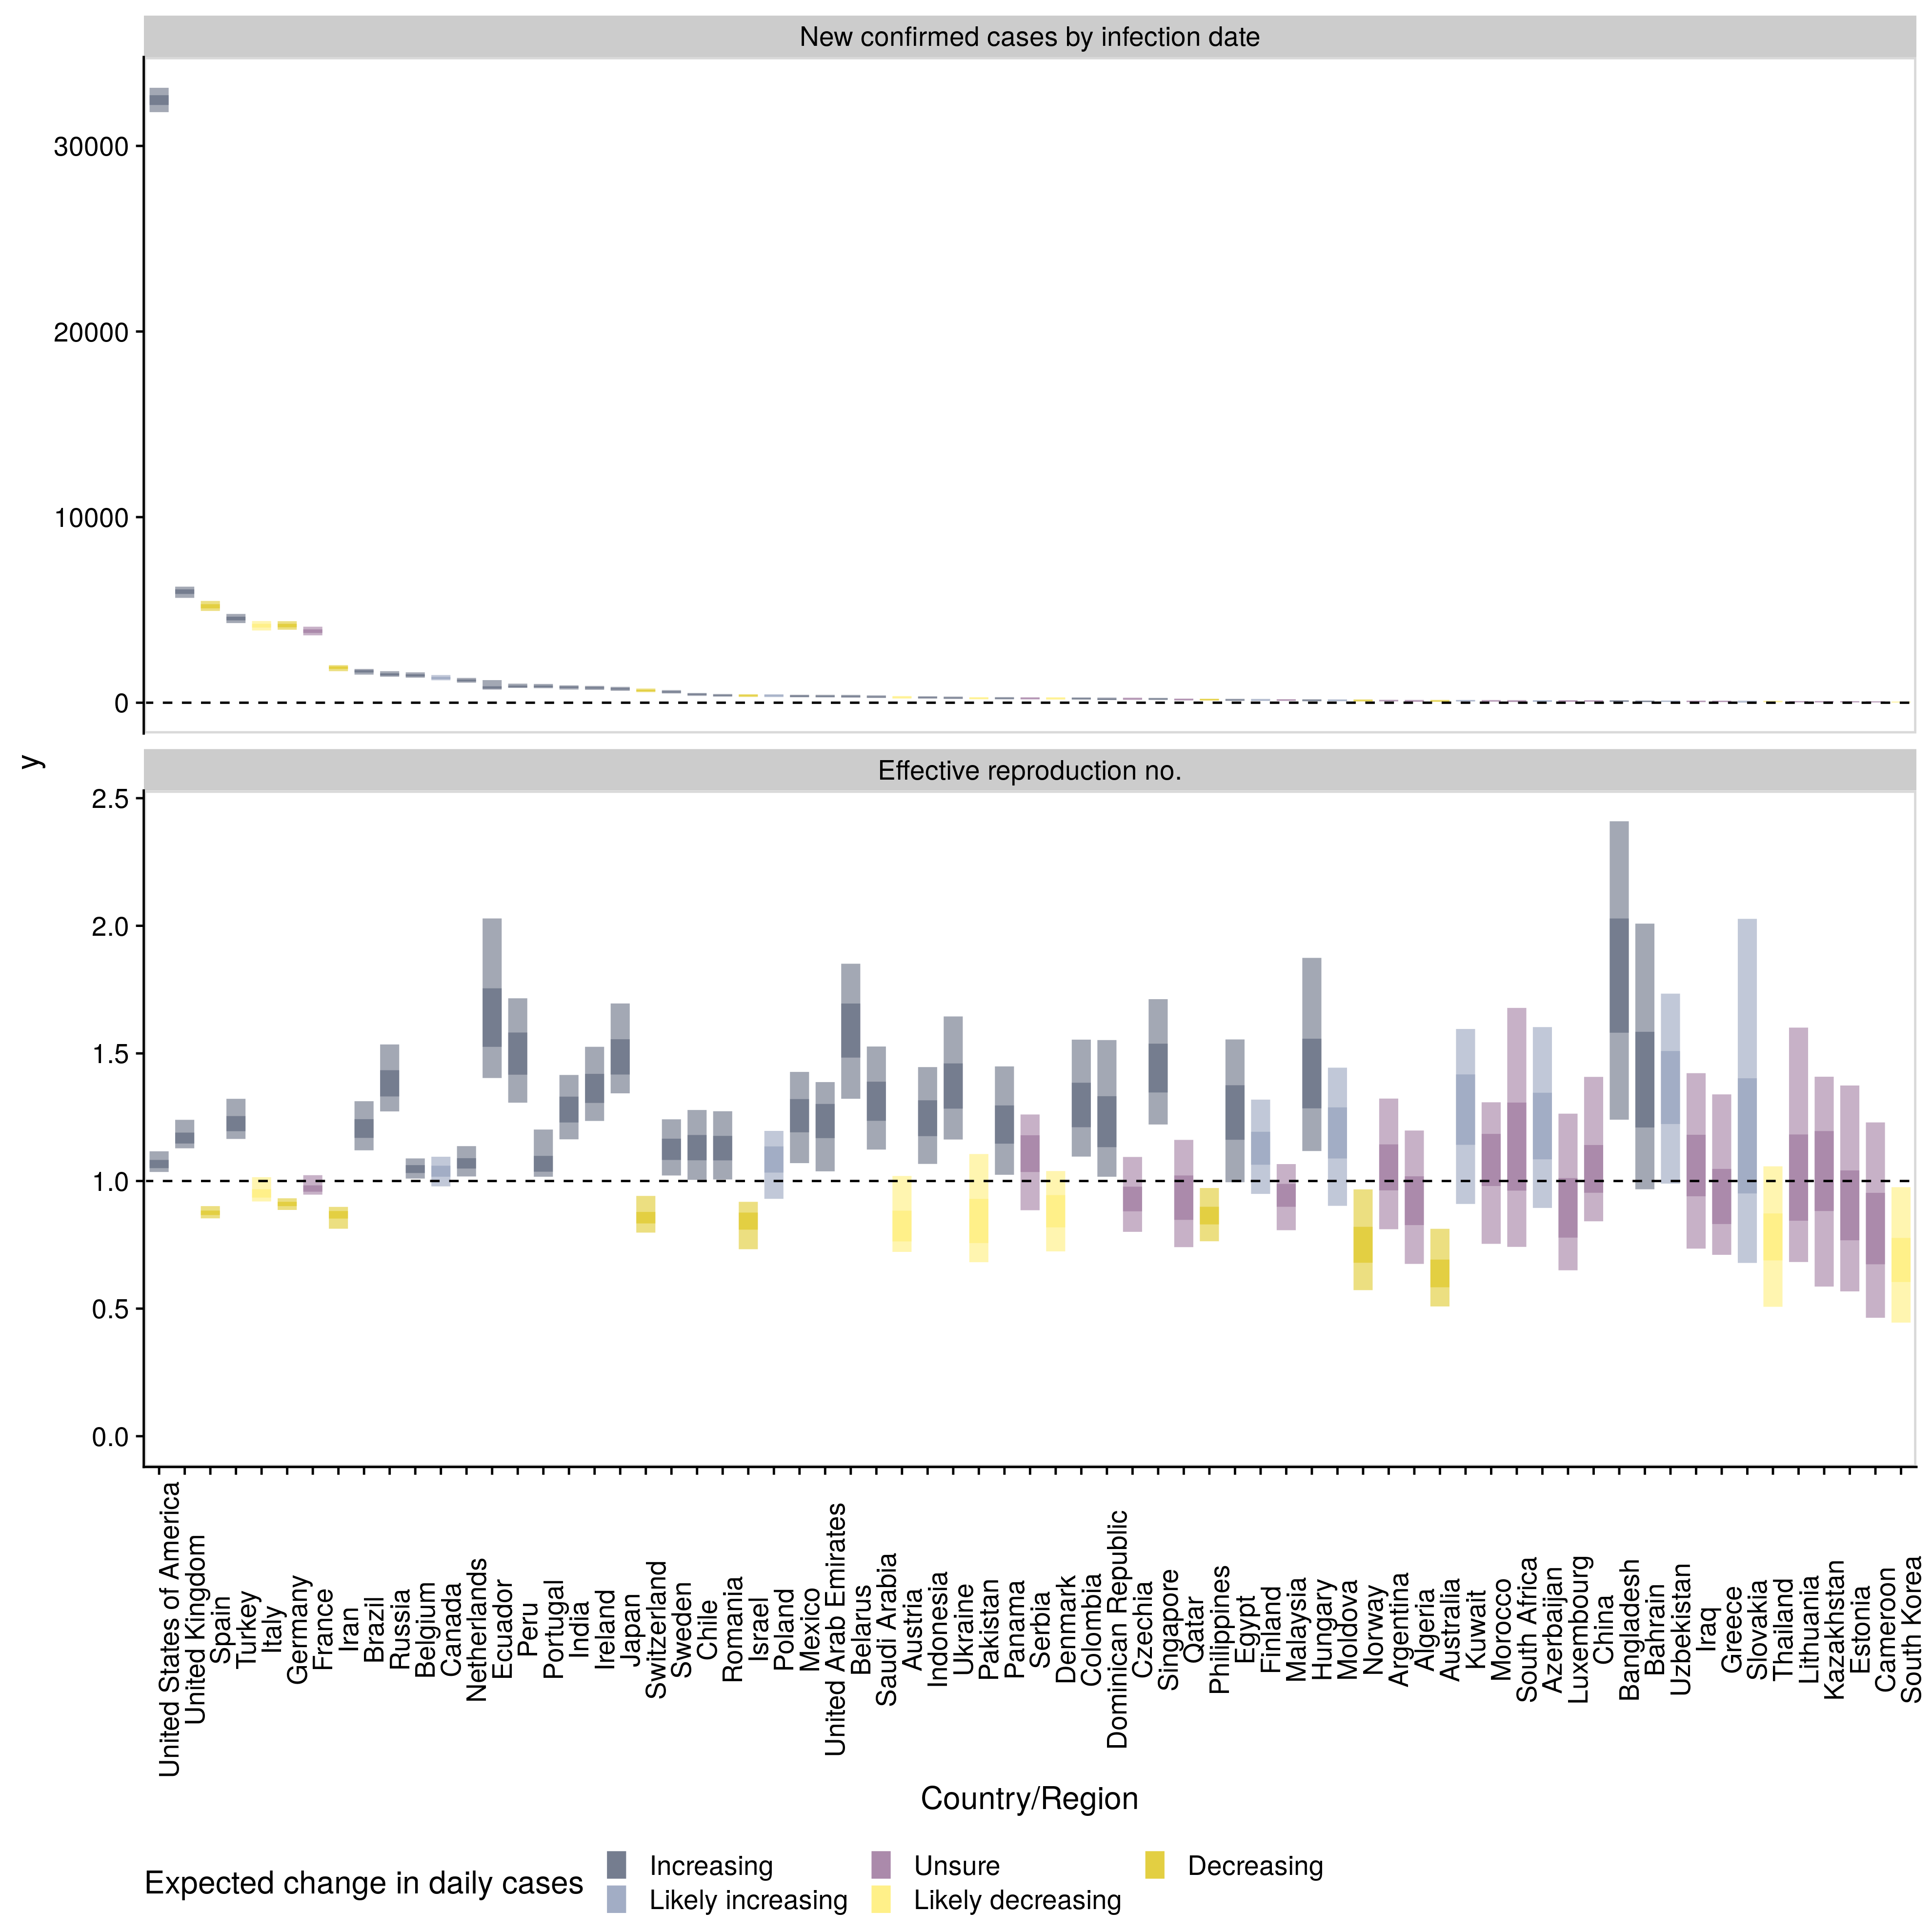 New confirmed cases by infection date
30000
20000
10000
0
y
Effective reproduction no.
2.5
2.0
1.5
1.0
0.5
0.0
United States of America
United Kingdom
Spain
Turkey
Italy
Germany
France
Iran
Brazil
Russia
Belgium
Canada
Netherlands
Ecuador
Peru
Portugal
India
Ireland
Japan
Switzerland
Sweden
Chile
Romania
Israel
Poland
Mexico
United Arab Emirates
Belarus
Saudi Arabia
Austria
Indonesia
Ukraine
Pakistan
Panama
Serbia
Denmark
Colombia
Dominican Republic
Czechia
Singapore
Qatar
Philippines
Egypt
Finland
Malaysia
Hungary
Moldova
Norway
Argentina
Algeria
Australia
Kuwait
Morocco
South Africa
Azerbaijan
Luxembourg
China
Bangladesh
Bahrain
Uzbekistan
Iraq
Greece
Slovakia
Thailand
Lithuania
Kazakhstan
Estonia
Cameroon
South Korea
Country/Region
Expected change in daily cases
Increasing
Unsure
Decreasing
Likely increasing
Likely decreasing